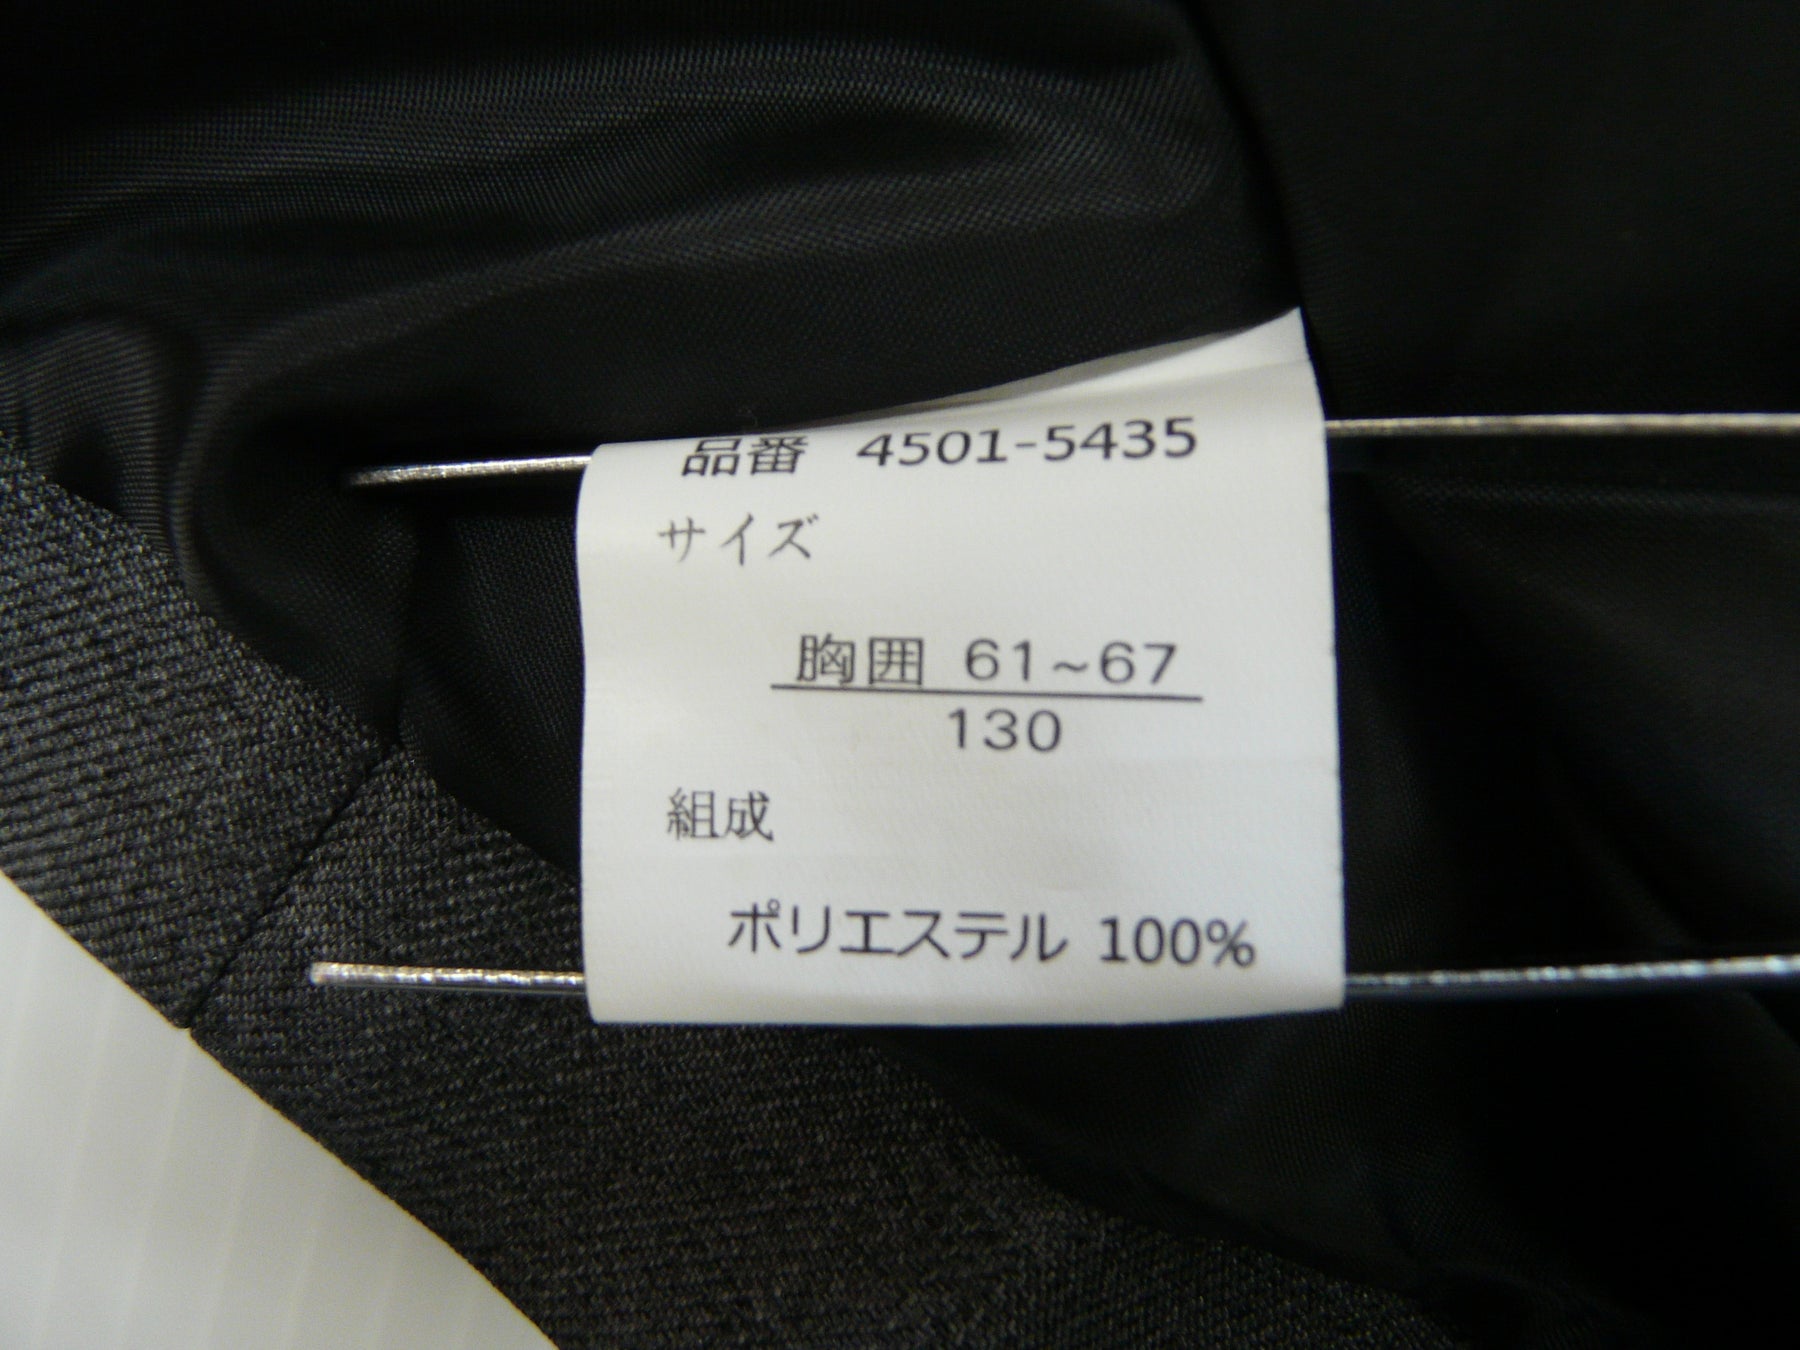 品番 4501-5435
サイズ
胸囲 61~67
130
組成
ポリエステル 100%